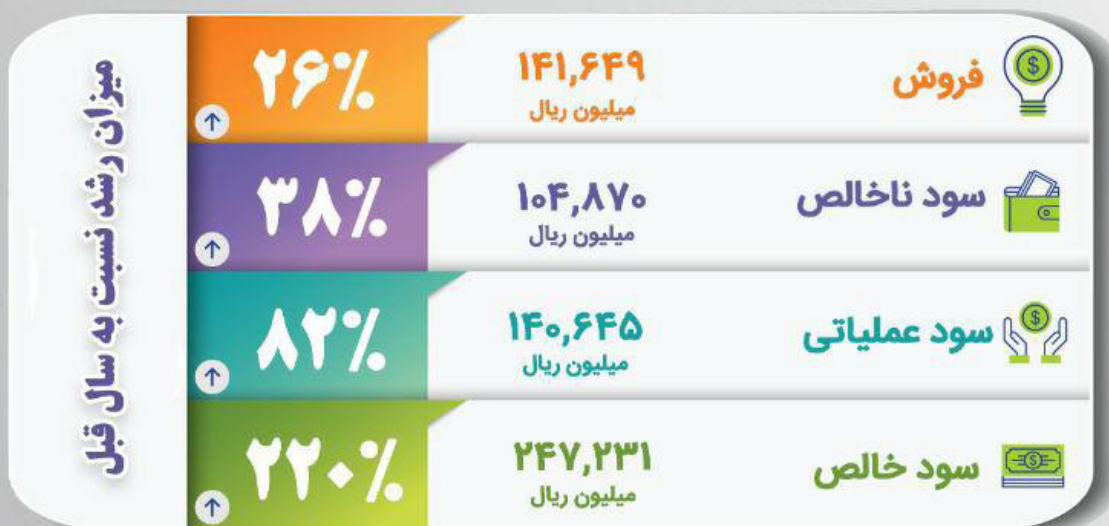 فروش
۱۴۱,۶۴۹
میلیون ریال
۲۶%
سود ناخالص
۱۰۴,۸۷۰
میلیون ریال
۳۸%
سود عملیاتی
۱۴۰,۶۴۵
میلیون ریال
۸۲%
سود خالص
۲۴۷,۲۳۱
میلیون ریال
۲۲۰%
میزان رشد نسبت به سال قبل